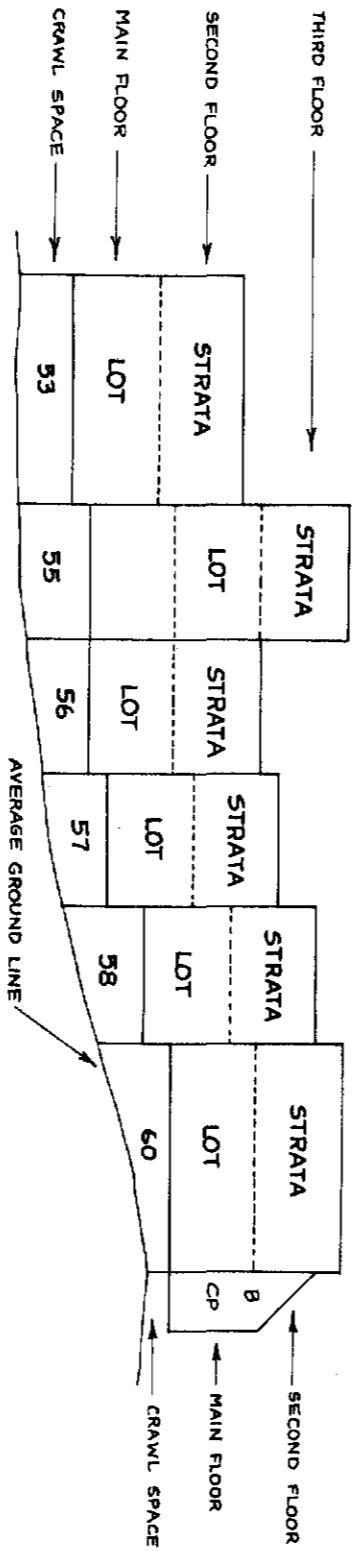 THIRD FLOOR
SECOND FLOOR
MAIN FLOOR
CRAWL SPACE
STRATA
LOT
53
STRATA
LOT
55
STRATA
LOT
56
STRATA
LOT
57
STRATA
LOT
58
STRATA
LOT
60
B
CP
SECOND FLOOR
MAIN FLOOR
CRAWL SPACE
AVERAGE GROUND LINE